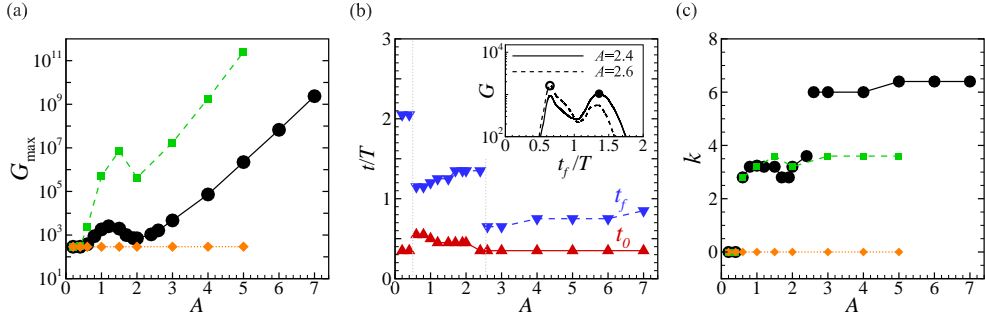 (a)
G_max
10^11
10^9
10^7
10^5
10^3
10^1
0 1 2 3 4 5 6 7
A
(b)
t/T
3
2
1
0
0 1 2 3 4 5 6 7
A
t_f
t_0
G
10^4
10^2
A=2.4
A=2.6
0.5 1.0 1.5 2.0
t_f/T
(c)
k
8
6
4
2
0
0 1 2 3 4 5 6 7
A